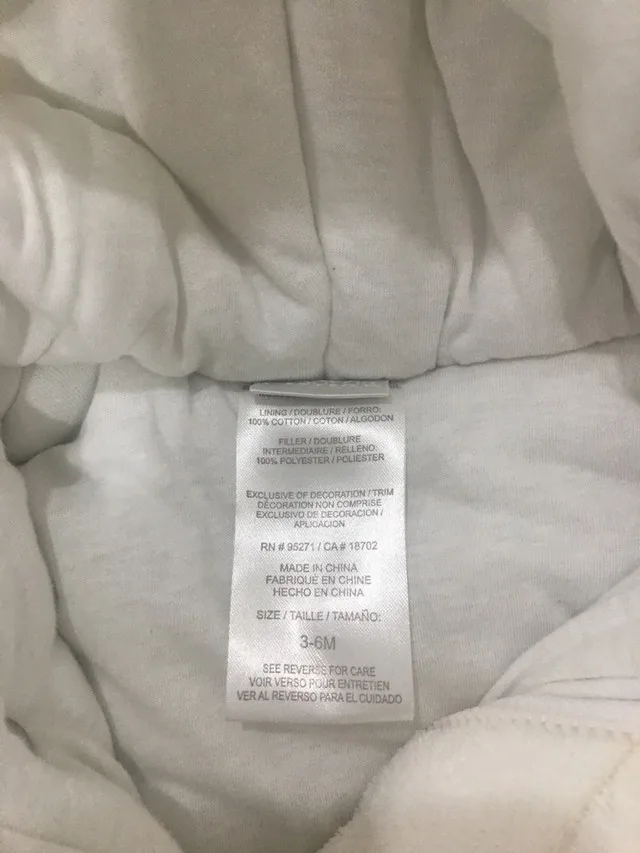 LINING / DOUBLURE / FORRO:
100% COTTON / COTON / ALGODON
FILLER / DOUBLURE
INTERMEDIAIRE / RELLENO:
100% POLYESTER / POLIESTER
EXCLUSIVE OF DECORATION / TRIM
DÉCORATION NON COMPRISE
EXCLUSIVO DE DECORACION /
APLICACION
RN # 95271 / CA # 18702
MADE IN CHINA
FABRIQUÉ EN CHINE
HECHO EN CHINA
SIZE / TAILLE / TAMAÑO:
3-6M
SEE REVERSE FOR CARE
VOIR VERSO POUR ENTRETIEN
VER AL REVERSO PARA EL CUIDADO